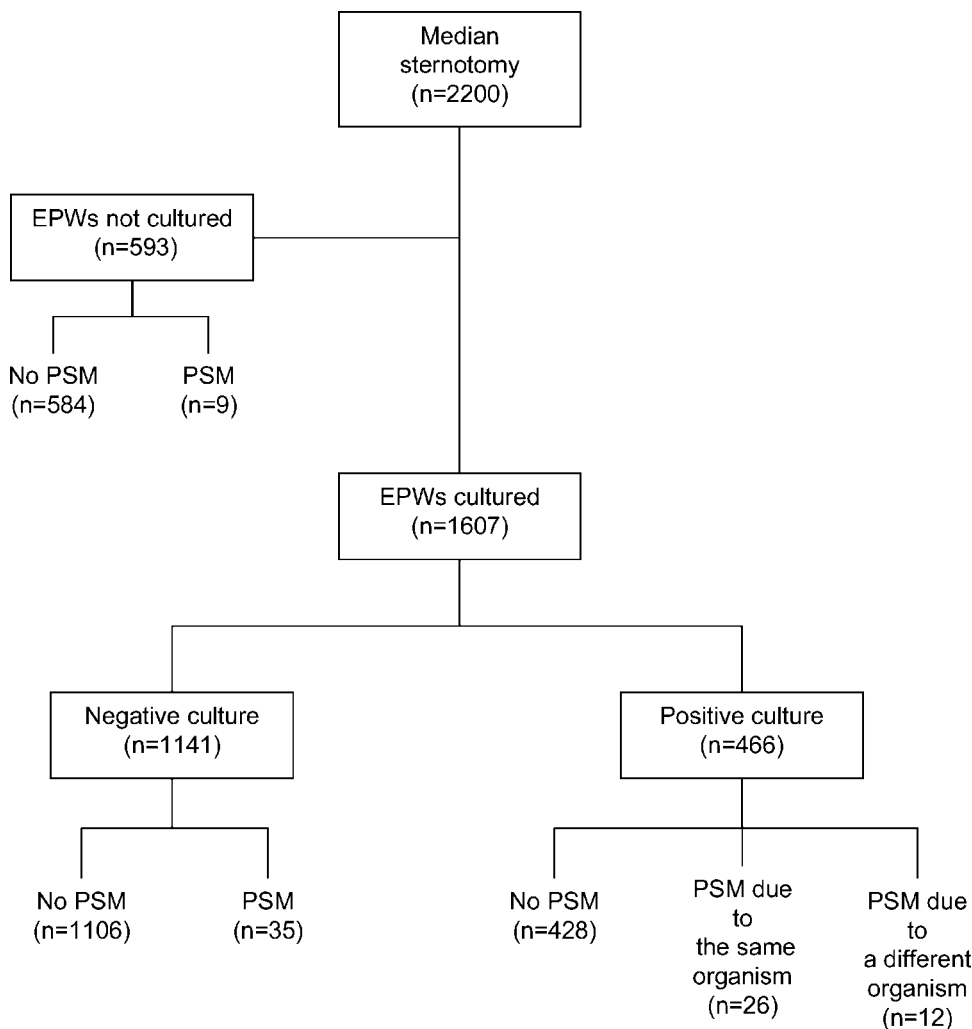 Median
sternotomy
(n=2200)
EPWs not cultured
(n=593)
No PSM
(n=584)
PSM
(n=9)
EPWs cultured
(n=1607)
Negative culture
(n=1141)
Positive culture
(n=466)
No PSM
(n=1106)
PSM
(n=35)
No PSM
(n=428)
PSM due
to
the same
organism
(n=26)
PSM due
to
a different
organism
(n=12)